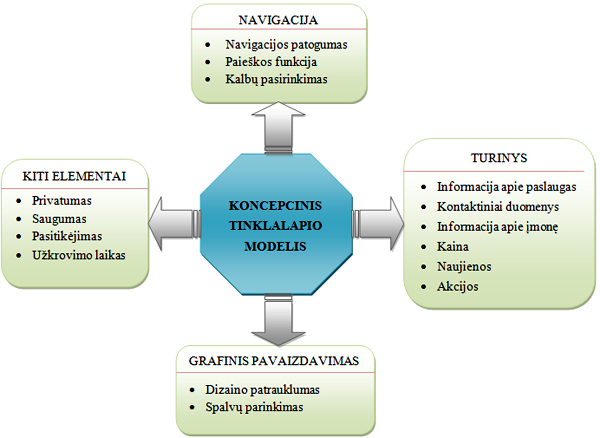 NAVIGACIJA
• Navigacijos patogumas
• Paieškos funkcija
• Kalbų pasirinkimas
KITI ELEMENTAI
• Privatumas
• Saugumas
• Pasitikėjimas
• Užkrovimo laikas
KONCEPCINIS
TINKLALAPIO
MODELIS
TURINYS
• Informacija apie paslaugas
• Kontaktiniai duomenys
• Informacija apie įmonę
• Kaina
• Naujienos
• Akcijos
GRAFINIS PAVAIZDAVIMAS
• Dizaino patrauklumas
• Spalvų parinkimas